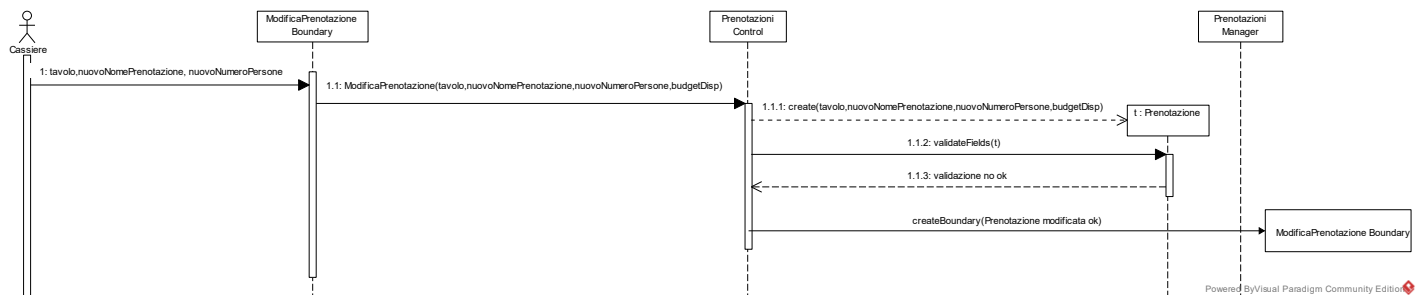 ModificaPrenotazione
Boundary
Prenotazioni
Control
Prenotazioni
Manager
Cassiere
1: tavolo,nuovoNomePrenotazione, nuovoNumeroPersone
1.1: ModificaPrenotazione(tavolo,nuovoNomePrenotazione,nuovoNumeroPersone,budgetDisp)
1.1.1: create(tavolo,nuovoNomePrenotazione,nuovoNumeroPersone,budgetDisp)
t : Prenotazione
1.1.2: validateFields(t)
1.1.3: validazione no ok
createBoundary(Prenotazione modificata ok)
ModificaPrenotazione Boundary
Powered ByVisual Paradigm Community Edition